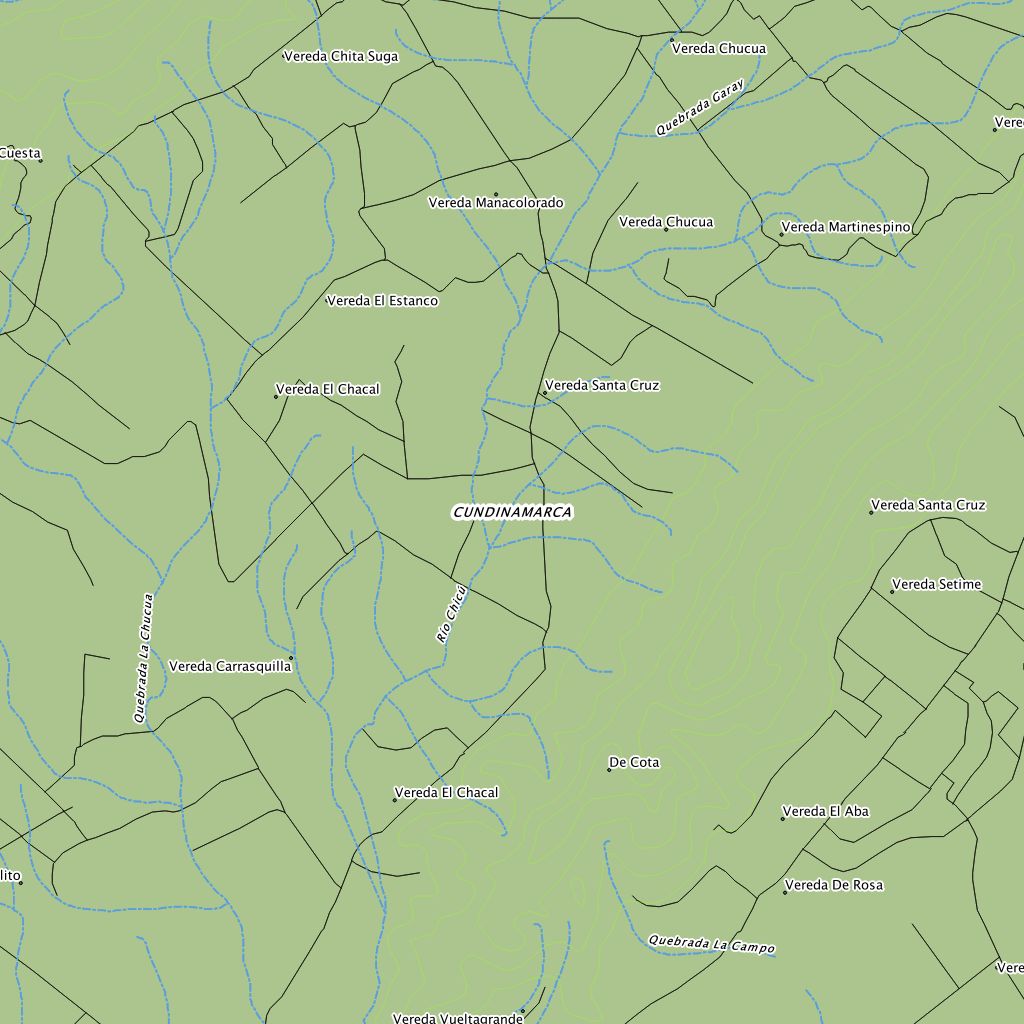 Vereda Chucua
Vereda Chita Suga
Quebrada Garay
Cuesta
Vereda Manacolorado
Vereda Chucua
Vereda Martinespino
Vereda El Estanco
Vereda Santa Cruz
Vereda El Chacal
Vereda Santa Cruz
CUNDINAMARCA
Vereda Setime
Río Chicú
Quebrada La Chucua
Vereda Carrasquilla
De Cota
Vereda El Chacal
Vereda El Aba
lito
Vereda De Rosa
Quebrada La Campo
Vereda Vueltagrande